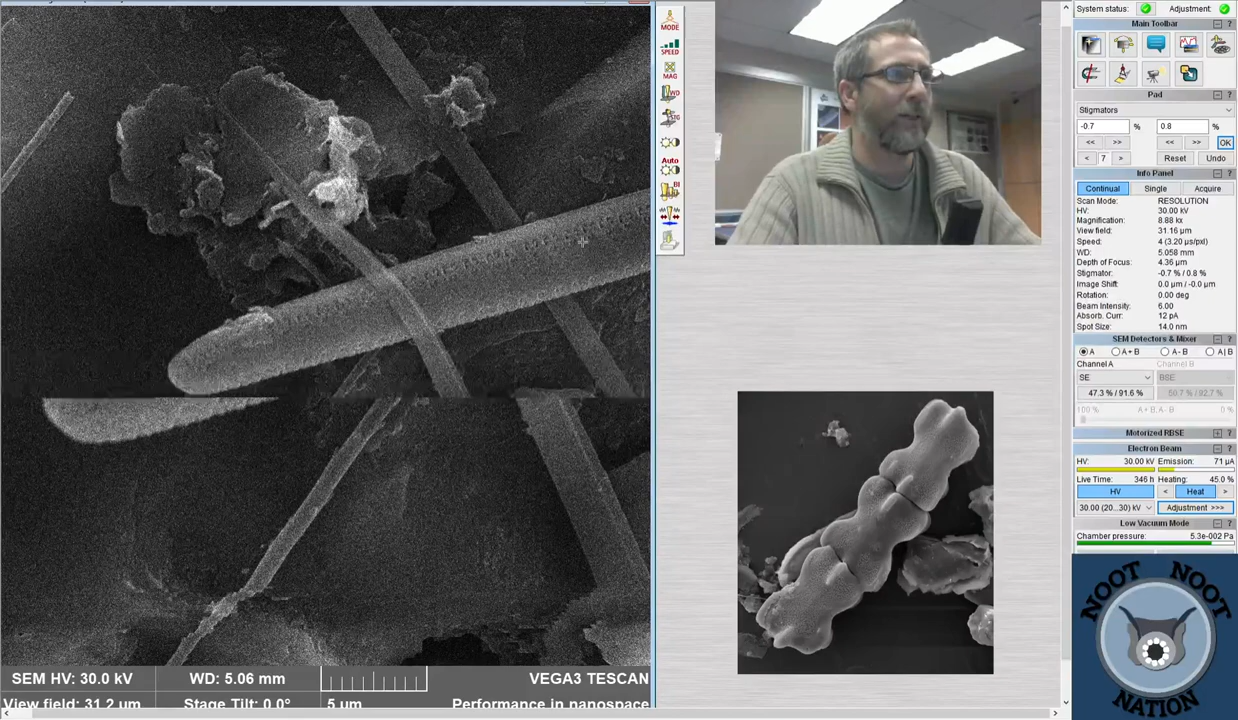 SEM HV: 30.0 kV
WD: 5.06 mm
VEGA3 TESCAN
View field: 31.2 µm
Stage Tilt: 0.0°
5 µm
Performance in nanospace
MODE
SPEED
MAG
WD
STG
Auto
BI
System status:
Adjustment:
Main Toolbar
Pad
Stigmators
-0.7 %
0.8 %
<< >> << >> OK
< 7 > Reset Undo
Info Panel
Continual Single Acquire
Scan Mode: RESOLUTION
HV: 30.00 kV
Magnification: 8.88 kx
View field: 31.16 µm
Speed: 4 (3.20 µs/pxl)
WD: 5.058 mm
Depth of Focus: 4.36 µm
Stigmator: -0.7 % / 0.8 %
Image Shift: 0.0 µm / -0.0 µm
Rotation: 0.00 deg
Beam Intensity: 6.00
Absorb. Curr: 12 pA
Spot Size: 14.0 nm
SEM Detectors & Mixer
A A + B A - B A|B
Channel A Channel B
SE BSE
47.3 % / 91.6 % 50.7 % / 92.7%
100 % A + B, A - B 0 %
Motorized RBSE
Electron Beam
HV: 30.00 kV Emission: 71 µA
Live Time: 346 h Heating: 45.0 %
HV < Heat >
30.00 (20...30) kV Adjustment >>>
Low Vacuum Mode
Chamber pressure: 5.3e-002 Pa
NOOT NOOT
NATION